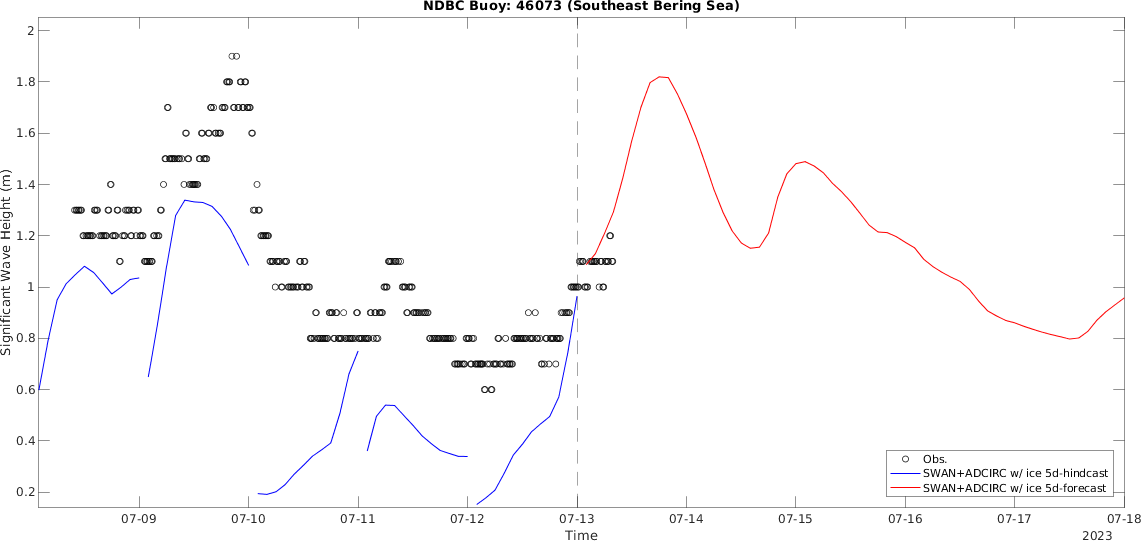 NDBC Buoy: 46073 (Southeast Bering Sea)
Significant Wave Height (m)
2
1.8
1.6
1.4
1.2
1
0.8
0.6
0.4
0.2
Obs.
SWAN+ADCIRC w/ ice 5d-hindcast
SWAN+ADCIRC w/ ice 5d-forecast
07-09 07-10 07-11 07-12 07-13 07-14 07-15 07-16 07-17 07-18
Time
2023